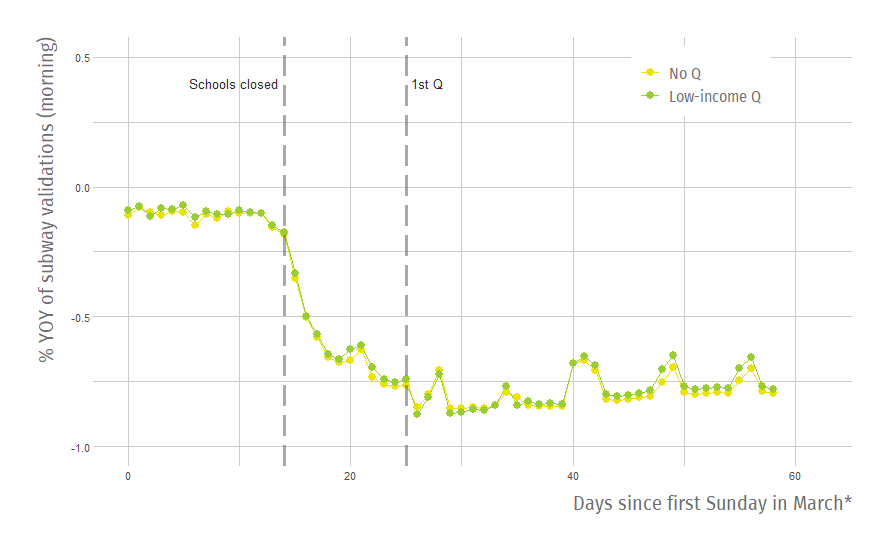 % YOY of subway validations (morning)
0.5
0.0
-0.5
-1.0
Schools closed
1st Q
No Q
Low-income Q
0
20
40
60
Days since first Sunday in March*